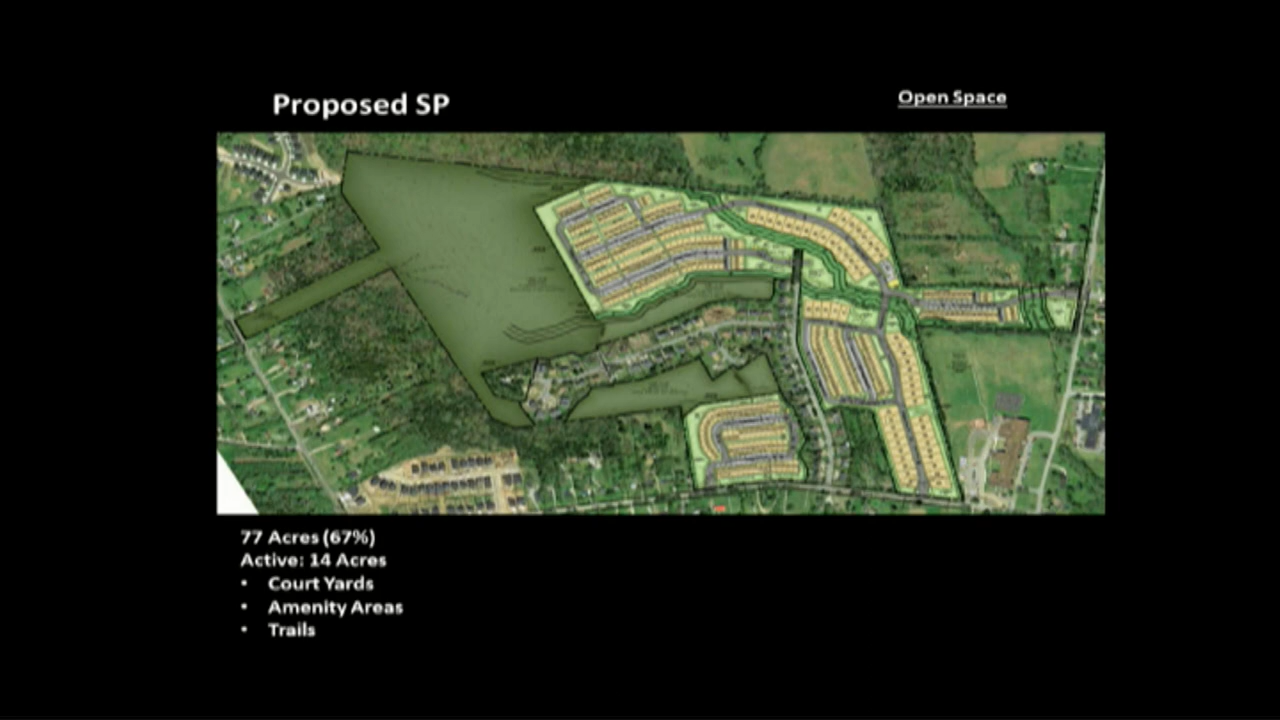 Proposed SP
Open Space
77 Acres (67%)
Active: 14 Acres
• Court Yards
• Amenity Areas
• Trails